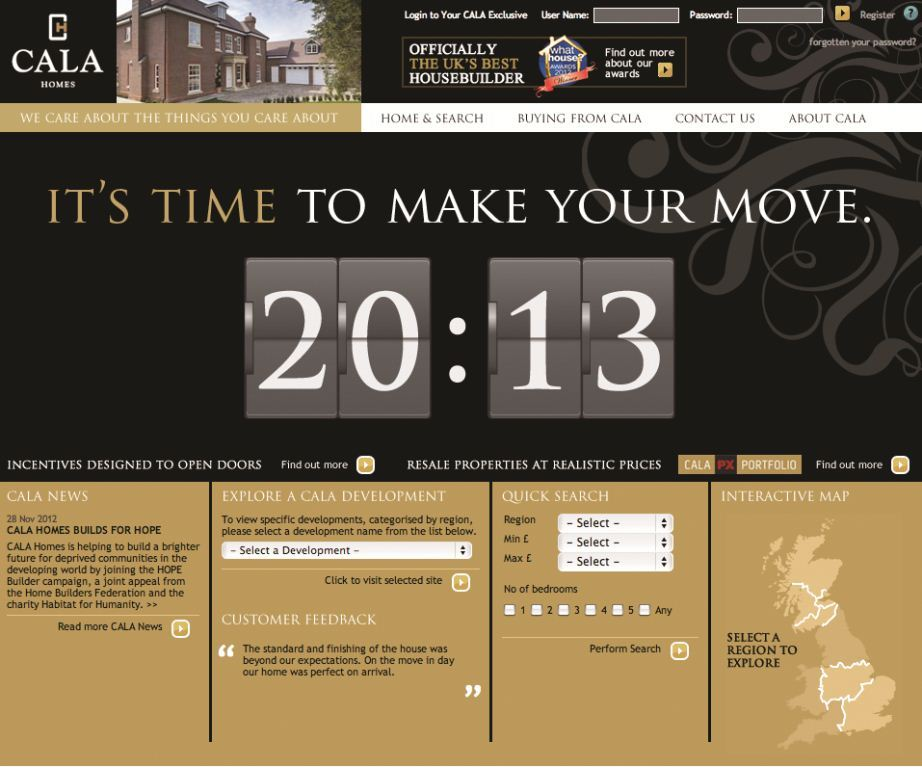 CALA
HOMES
Login to Your CALA Exclusive User Name: Password: Register ?
forgotten your password?
OFFICIALLY
THE UK'S BEST
HOUSEBUILDER
what
house?
AWARDS
2012
Winner
Find out more
about our
awards
WE CARE ABOUT THE THINGS YOU CARE ABOUT
HOME & SEARCH BUYING FROM CALA CONTACT US ABOUT CALA
IT'S TIME TO MAKE YOUR MOVE.
20:13
INCENTIVES DESIGNED TO OPEN DOORS Find out more
RESALE PROPERTIES AT REALISTIC PRICES CALA PX PORTFOLIO Find out more
CALA NEWS
28 Nov 2012
CALA HOMES BUILDS FOR HOPE
CALA Homes is helping to build a brighter
future for deprived communities in the
developing world by joining the HOPE
Builder campaign, a joint appeal from
the Home Builders Federation and the
charity Habitat for Humanity. >>
Read more CALA News
EXPLORE A CALA DEVELOPMENT
To view specific developments, categorised by region,
please select a development name from the list below.
- Select a Development -
Click to visit selected site
CUSTOMER FEEDBACK
“ The standard and finishing of the house was
beyond our expectations. On the move in day
our home was perfect on arrival.
”
QUICK SEARCH
Region - Select -
Min £ - Select -
Max £ - Select -
No of bedrooms
1 2 3 4 5 Any
Perform Search
INTERACTIVE MAP
SELECT A
REGION TO
EXPLORE